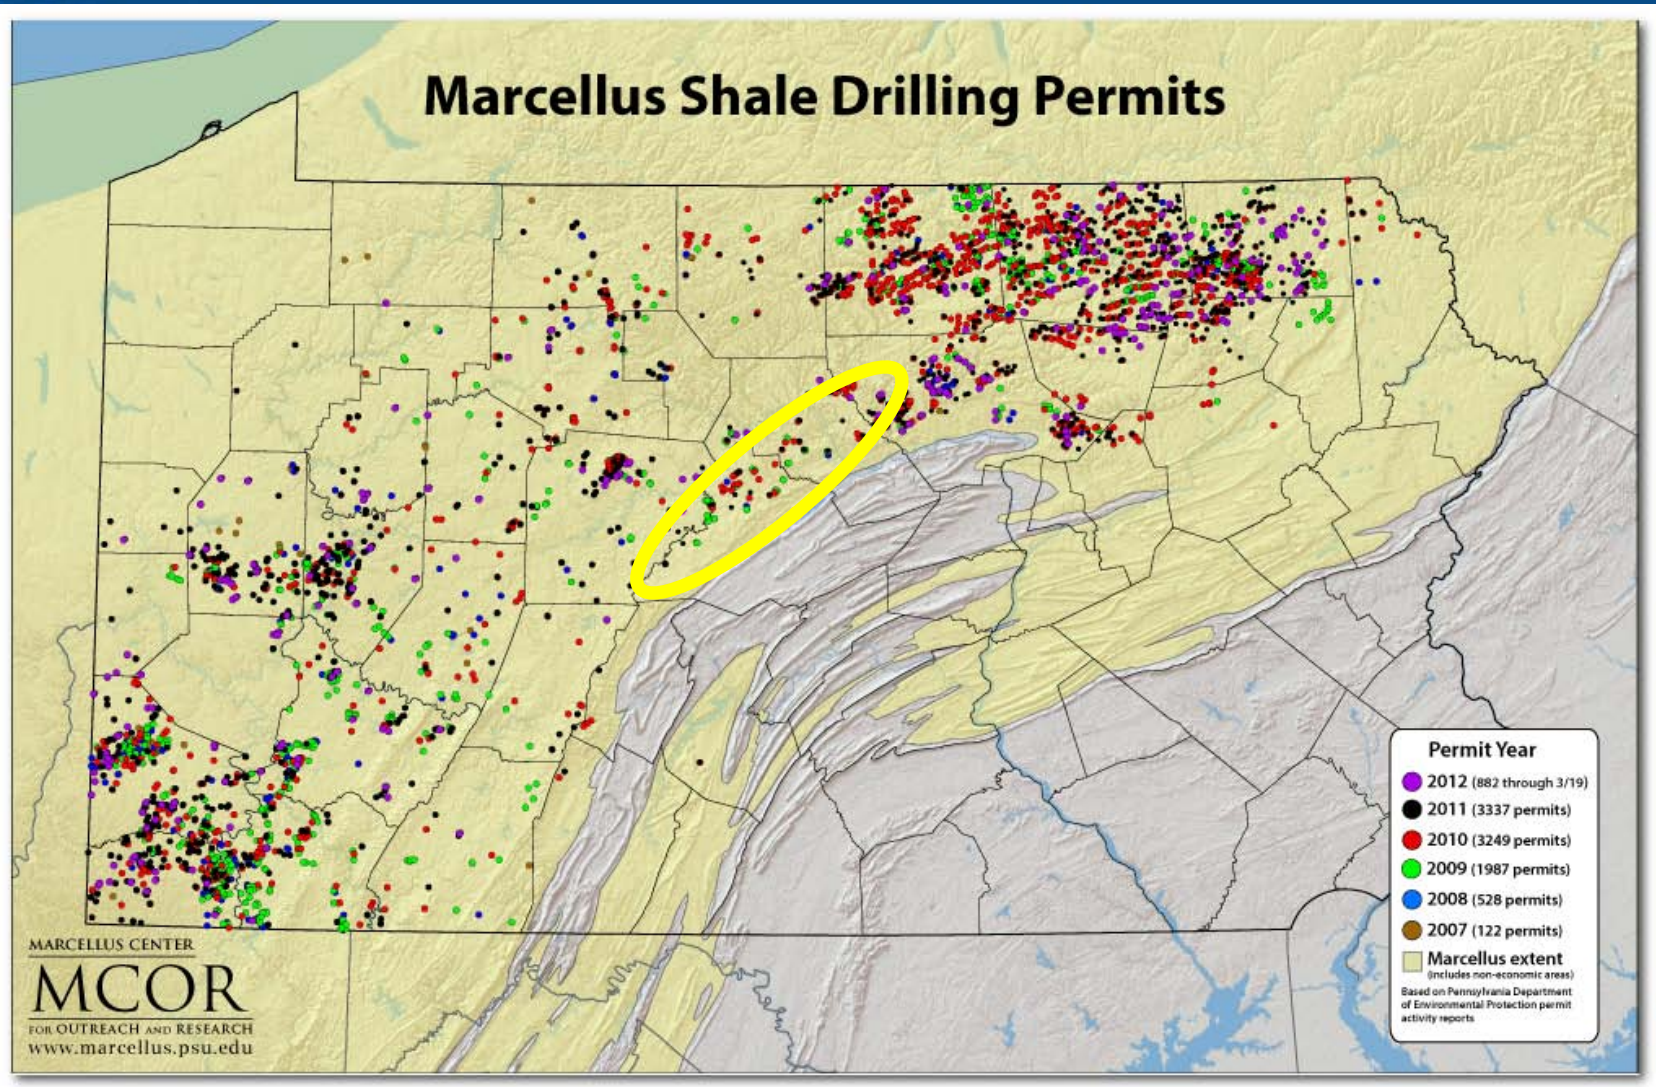 Marcellus Shale Drilling Permits
Permit Year
2012 (882 through 3/19)
2011 (3337 permits)
2010 (3249 permits)
2009 (1987 permits)
2008 (528 permits)
2007 (122 permits)
Marcellus extent
(includes non-economic areas)
Based on Pennsylvania Department
of Environmental Protection permit
activity reports
MARCELLUS CENTER
MCOR
FOR OUTREACH AND RESEARCH
www.marcellus.psu.edu